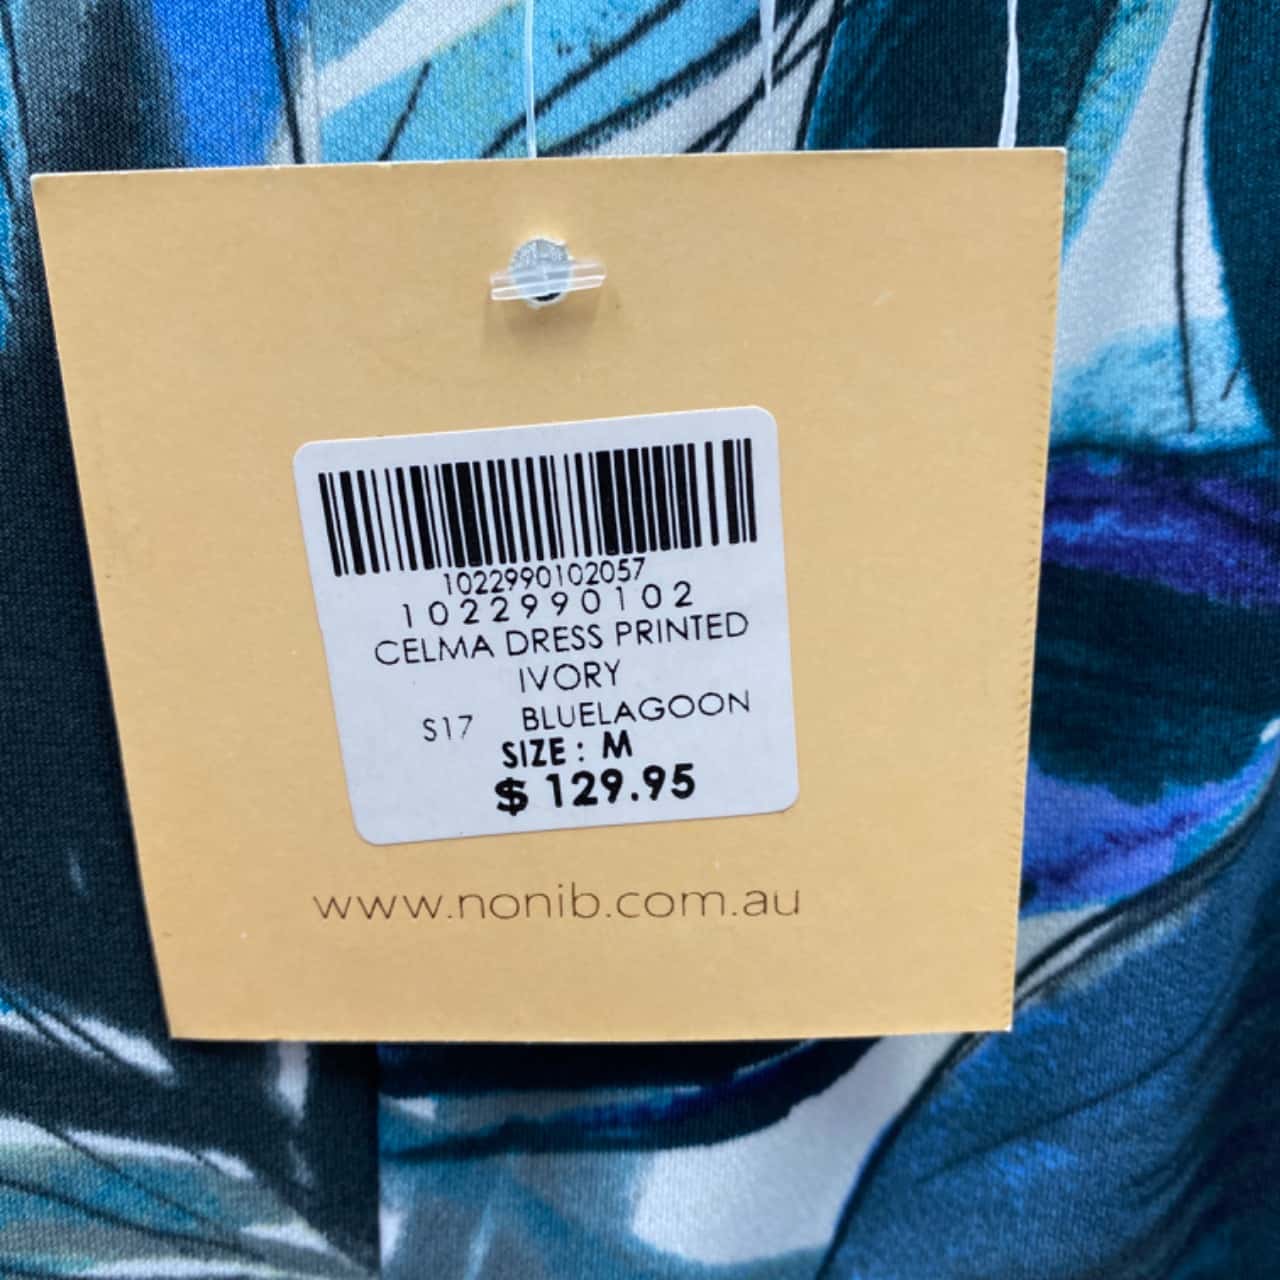 1022990102057
1022990102
CELMA DRESS PRINTED
IVORY
S17 BLUELAGOON
SIZE : M
$ 129.95
www.nonib.com.au